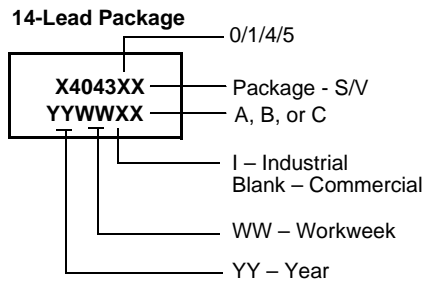 14-Lead Package
0/1/4/5
X4043XX
Package - S/V
YYWWXX
A, B, or C
I – Industrial
Blank – Commercial
WW – Workweek
YY – Year